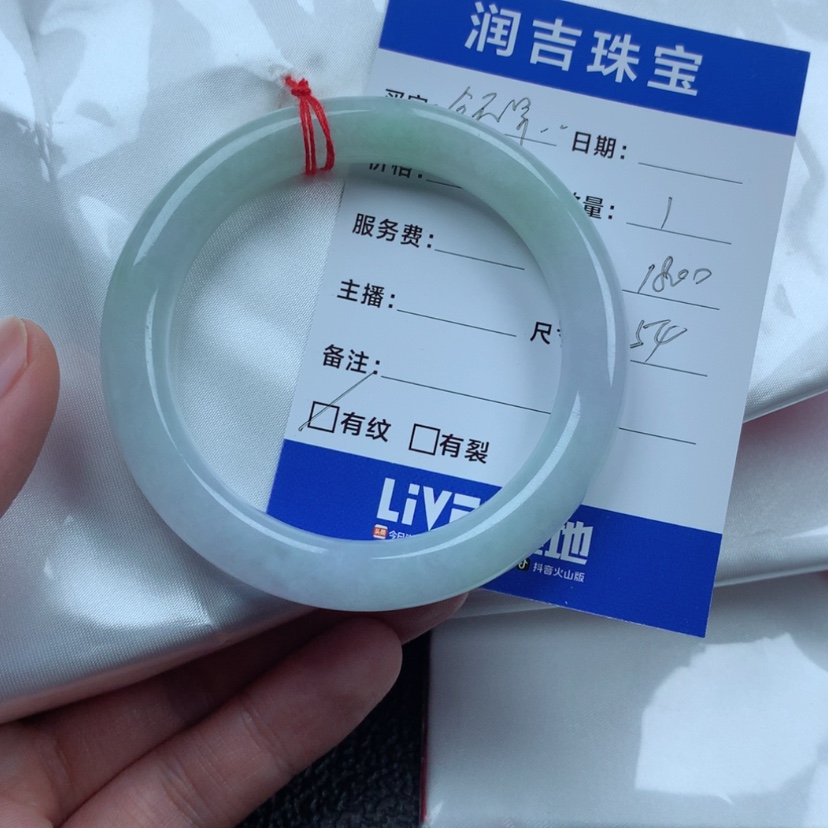 润吉珠宝
日期：
量： 1
服务费： 1800
主播： 尺 54
备注：
有纹 有裂
LIVE 地
抖音火山版